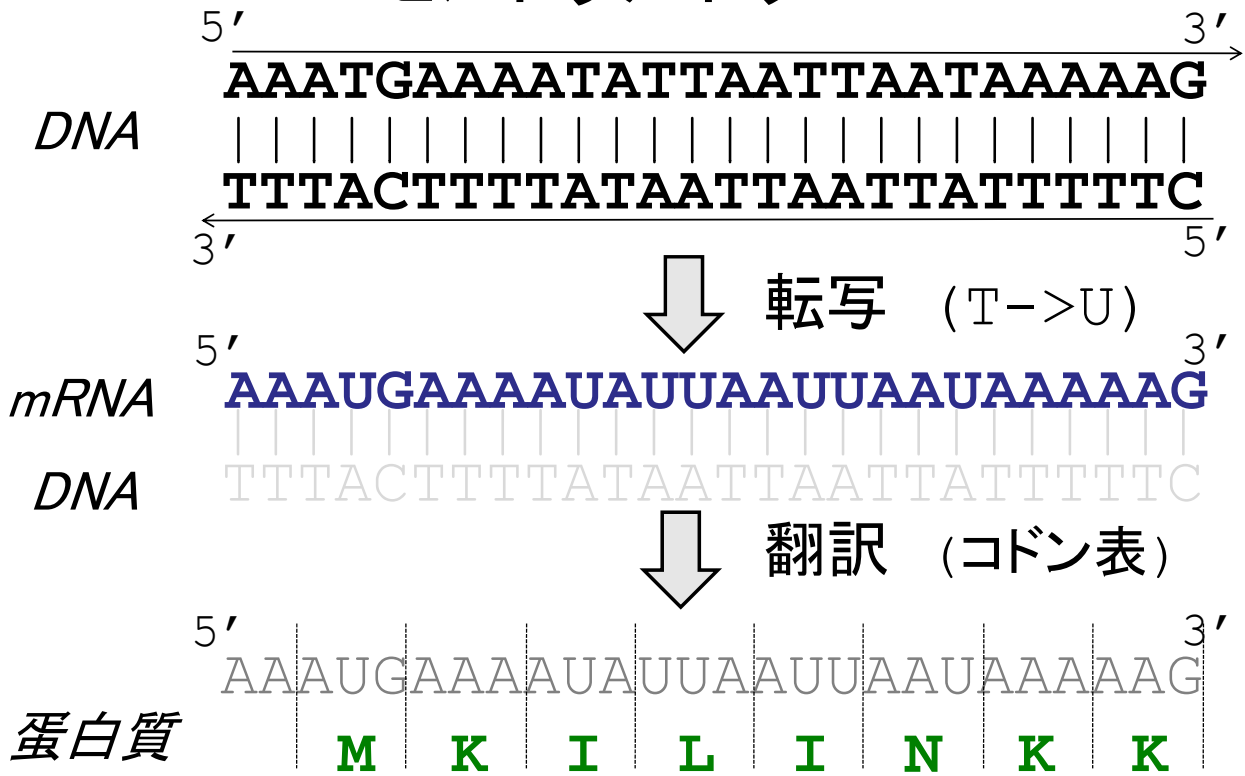 5' 3'
DNA
AAATGAAAATATTAATTAATAAAAAG
TTTACTTTTATAATTAATTATTTTTC
3' 5'
転写 (T->U)
5' 3'
mRNA AAAUGAAAAUAUUAAUUAAUAAAAAG
DNA TTTACTTTTATAATTAATTATTTTTC
翻訳 (コドン表)
5' 3'
AAAUGAAAAUAUUAAUUAAUAAAAAG
蛋白質 M K I L I N K K